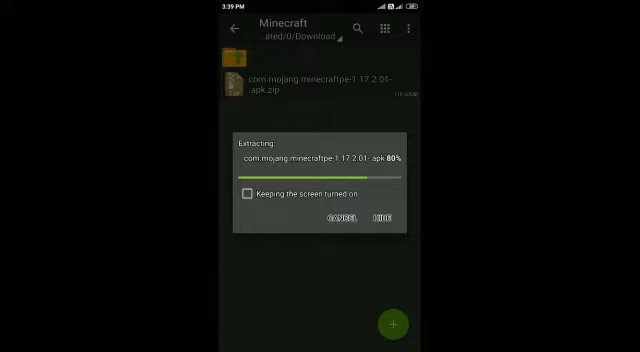 3:39 PM
Minecraft
...ated/0/Download
com.mojang.minecraftpe-1.17.2.01-
apk.zip
Extracting:
com.mojang.minecraftpe-1.17.2.01- apk 80%
Keeping the screen turned on
CANCEL HIDE